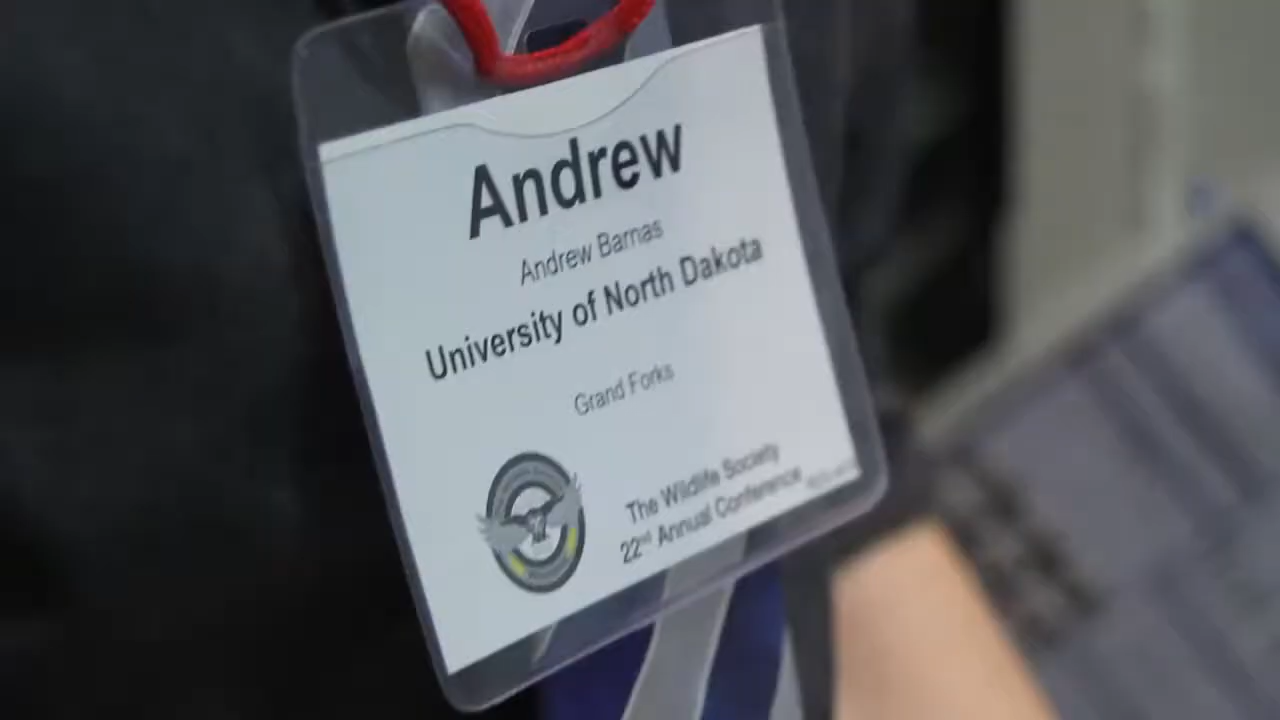 Andrew
Andrew Barnas
University of North Dakota
Grand Forks
The Wildlife Society
22nd Annual Conference